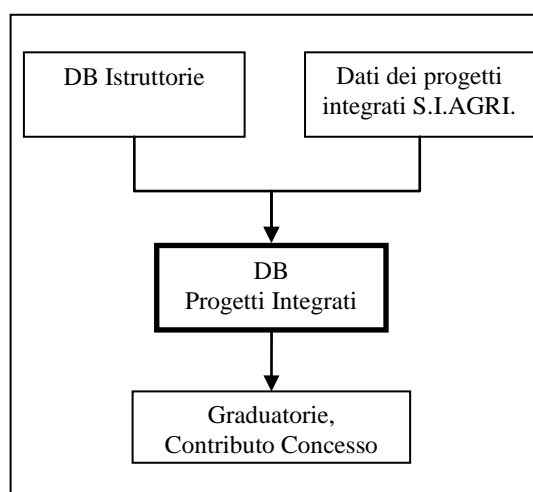 DB Istruttorie
Dati dei progetti
integrati S.I.AGRI.
DB
Progetti Integrati
Graduatorie,
Contributo Concesso